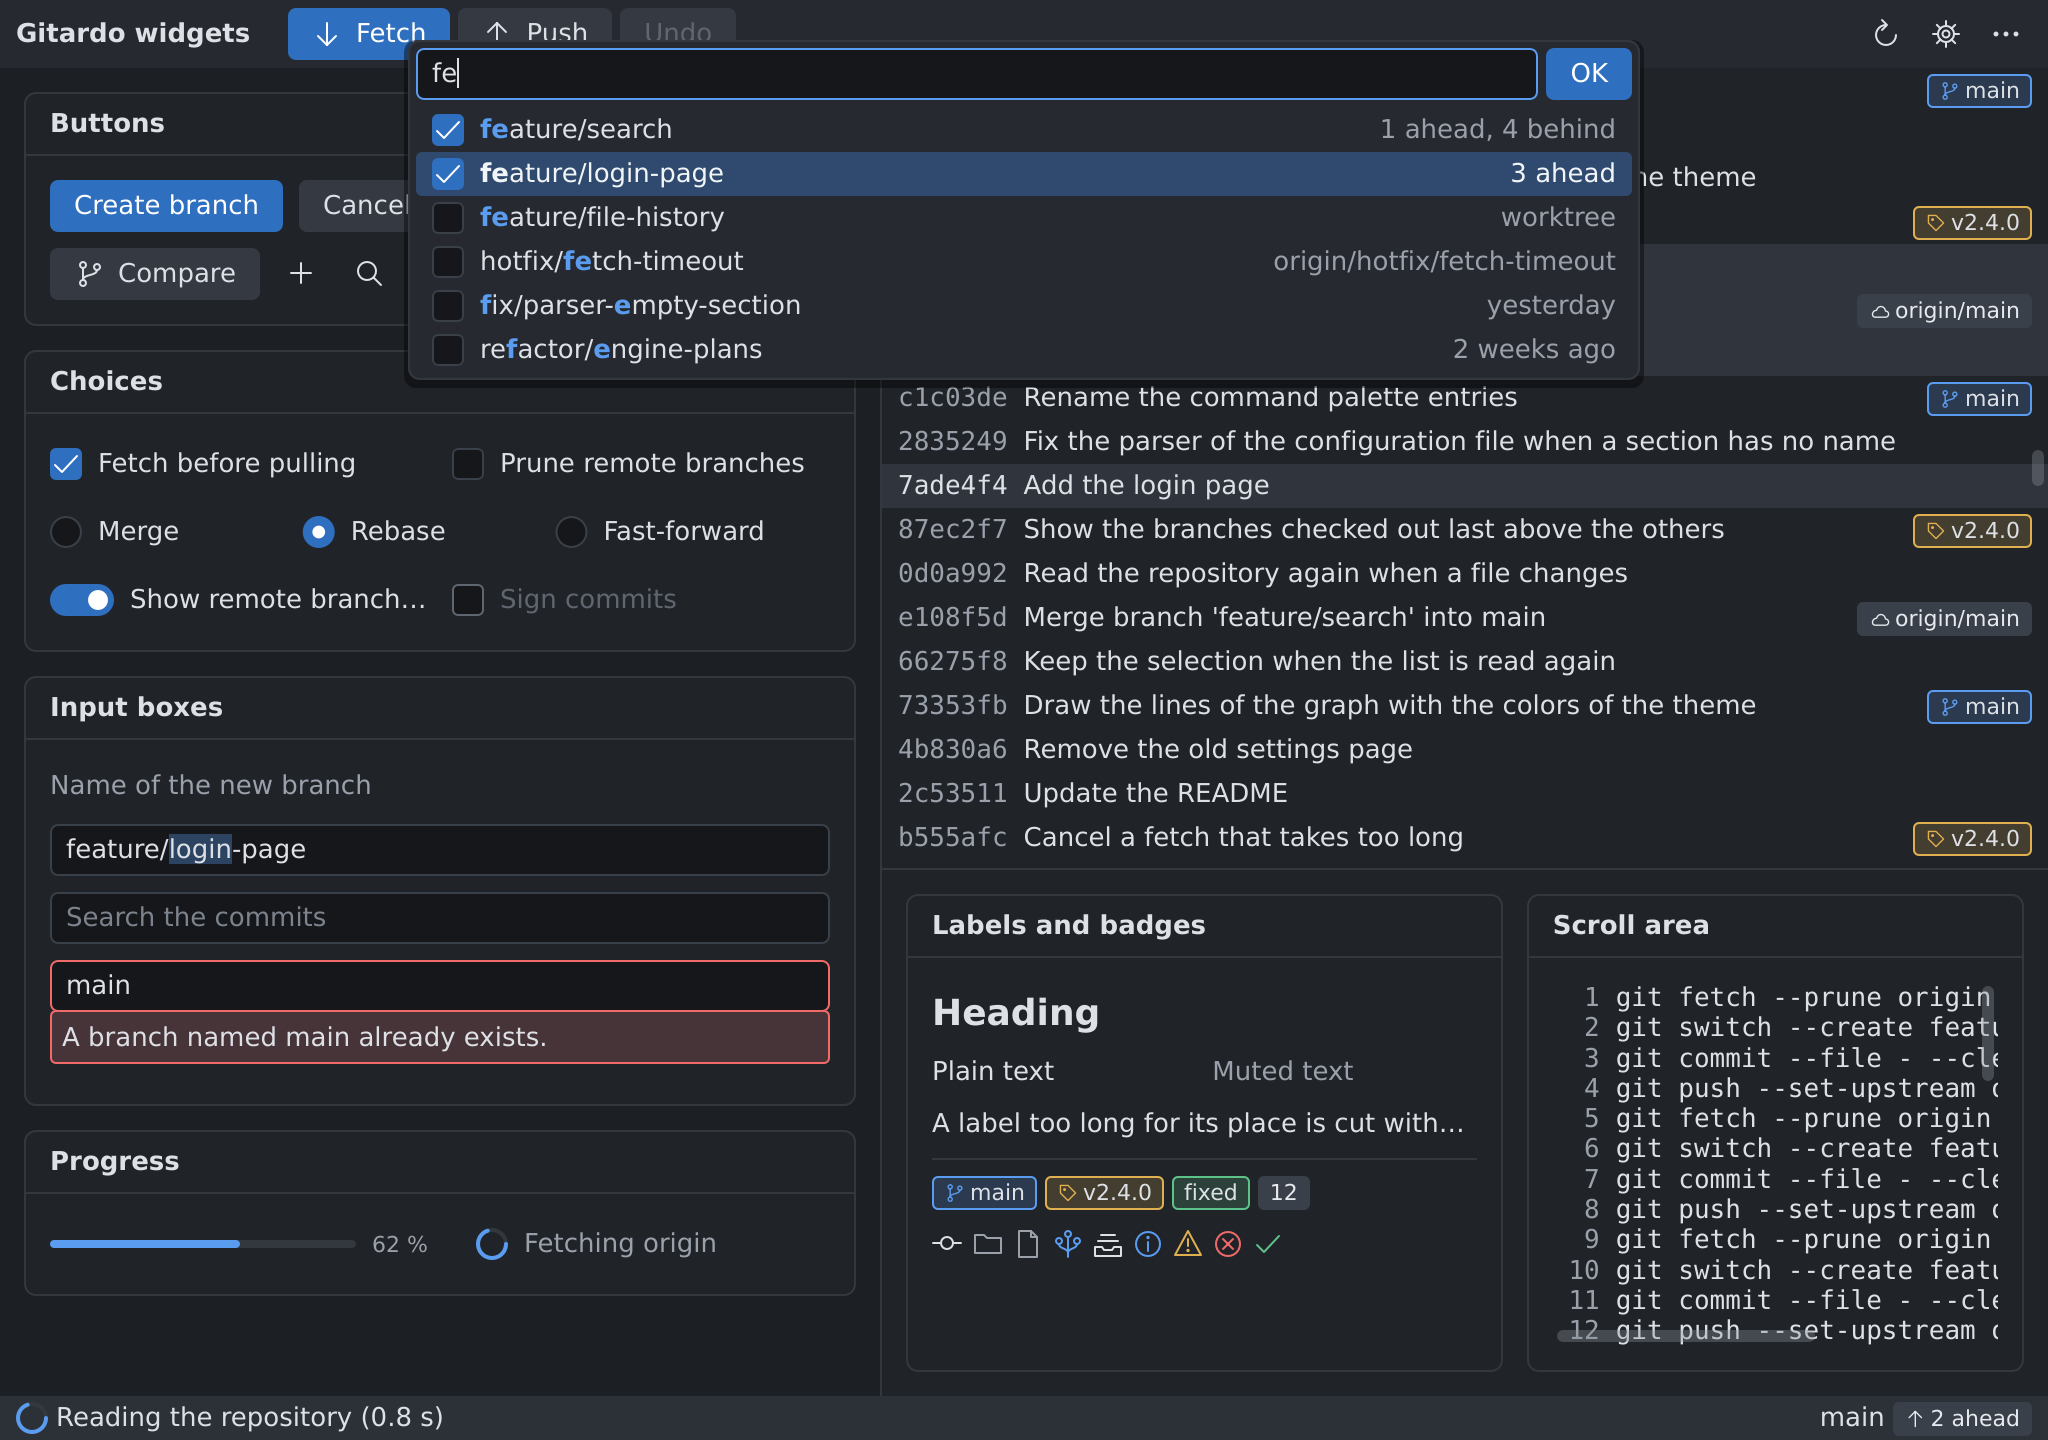 Gitardo widgets
Fetch
Push
Undo
fe
OK
feature/search 1 ahead, 4 behind
feature/login-page 3 ahead
feature/file-history worktree
hotfix/fetch-timeout origin/hotfix/fetch-timeout
fix/parser-empty-section yesterday
refactor/engine-plans 2 weeks ago
Buttons
Create branch
Cancel
Compare
Choices
Fetch before pulling
Prune remote branches
Merge
Rebase
Fast-forward
Show remote branch…
Sign commits
Input boxes
Name of the new branch
feature/login-page
Search the commits
main
A branch named main already exists.
Progress
62 %
Fetching origin
main
theme
v2.4.0
origin/main
c1c03de Rename the command palette entries main
2835249 Fix the parser of the configuration file when a section has no name
7ade4f4 Add the login page
87ec2f7 Show the branches checked out last above the others v2.4.0
0d0a992 Read the repository again when a file changes
e108f5d Merge branch 'feature/search' into main origin/main
66275f8 Keep the selection when the list is read again
73353fb Draw the lines of the graph with the colors of the theme main
4b830a6 Remove the old settings page
2c53511 Update the README
b555afc Cancel a fetch that takes too long v2.4.0
Labels and badges
Heading
Plain text
Muted text
A label too long for its place is cut with…
main v2.4.0 fixed 12
Scroll area
1 git fetch --prune origin
2 git switch --create featu
3 git commit --file - --cle
4 git push --set-upstream
5 git fetch --prune origin
6 git switch --create featu
7 git commit --file - --cle
8 git push --set-upstream
9 git fetch --prune origin
10 git switch --create featu
11 git commit --file - --cle
12 git push --set-upstream
Reading the repository (0.8 s)
main
2 ahead